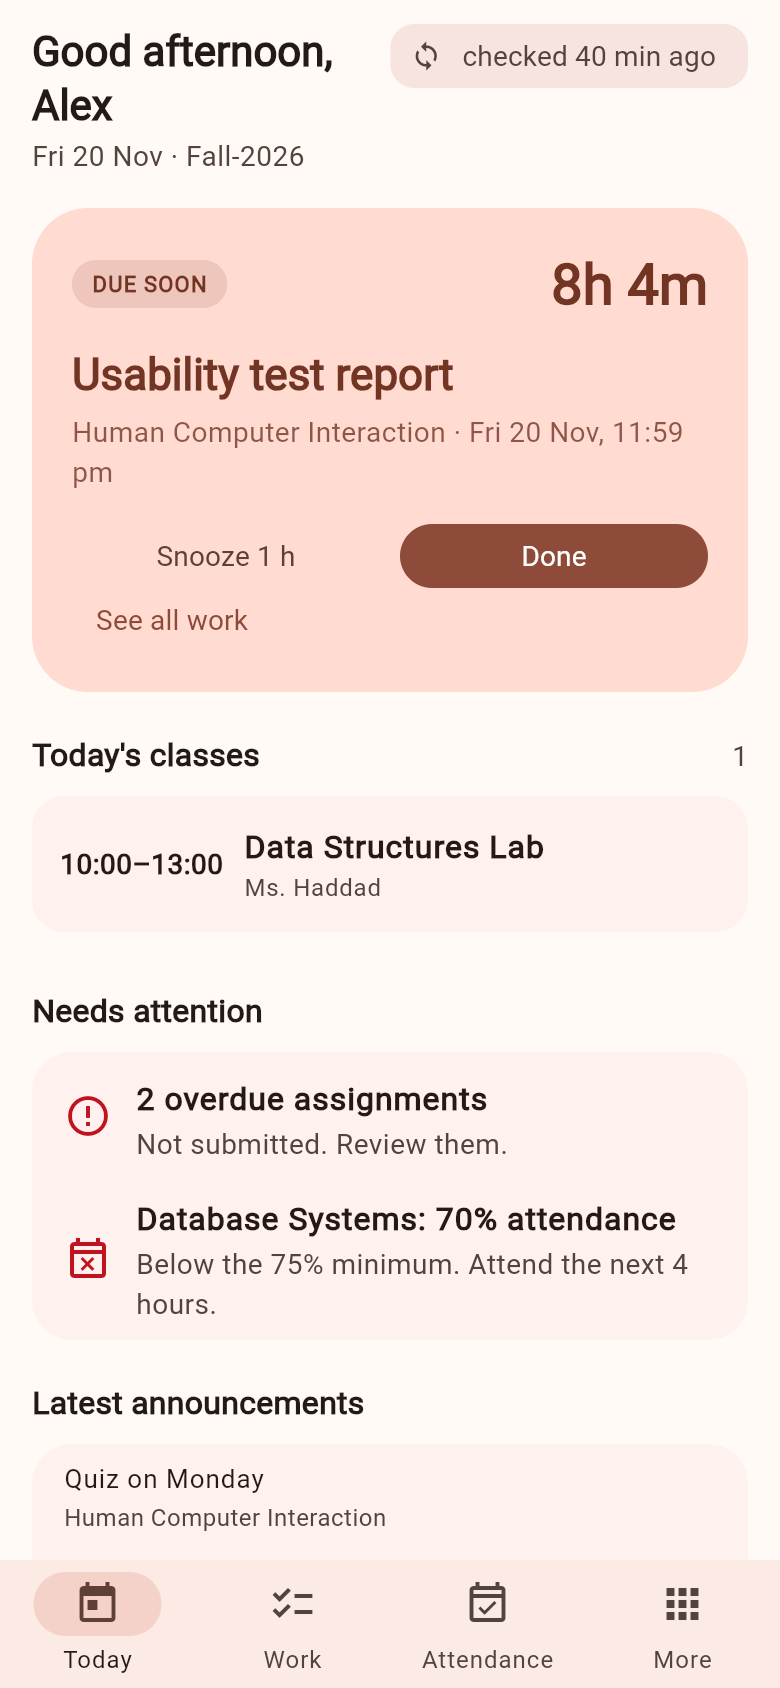 Good afternoon,
Alex
checked 40 min ago
Fri 20 Nov · Fall-2026
DUE SOON
8h 4m
Usability test report
Human Computer Interaction · Fri 20 Nov, 11:59
pm
Snooze 1 h
Done
See all work
Today's classes
1
10:00–13:00
Data Structures Lab
Ms. Haddad
Needs attention
2 overdue assignments
Not submitted. Review them.
Database Systems: 70% attendance
Below the 75% minimum. Attend the next 4
hours.
Latest announcements
Quiz on Monday
Human Computer Interaction
Today
Work
Attendance
More